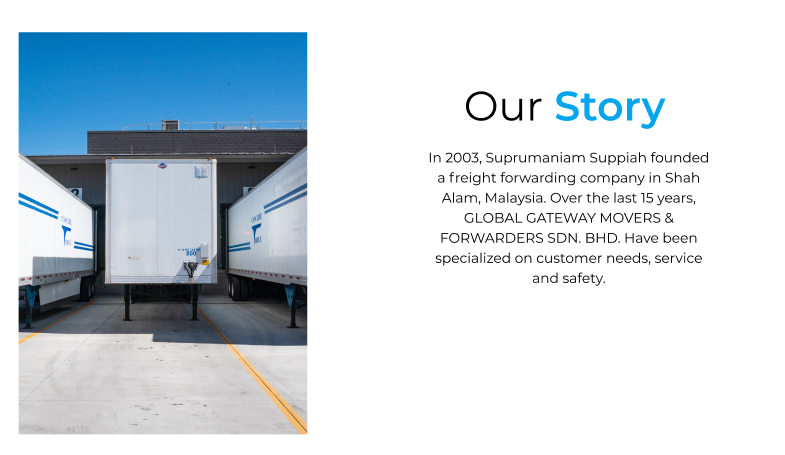 Our Story
In 2003, Suprumaniam Suppiah founded
a freight forwarding company in Shah
Alam, Malaysia. Over the last 15 years,
GLOBAL GATEWAY MOVERS &
FORWARDERS SDN. BHD. Have been
specialized on customer needs, service
and safety.
800